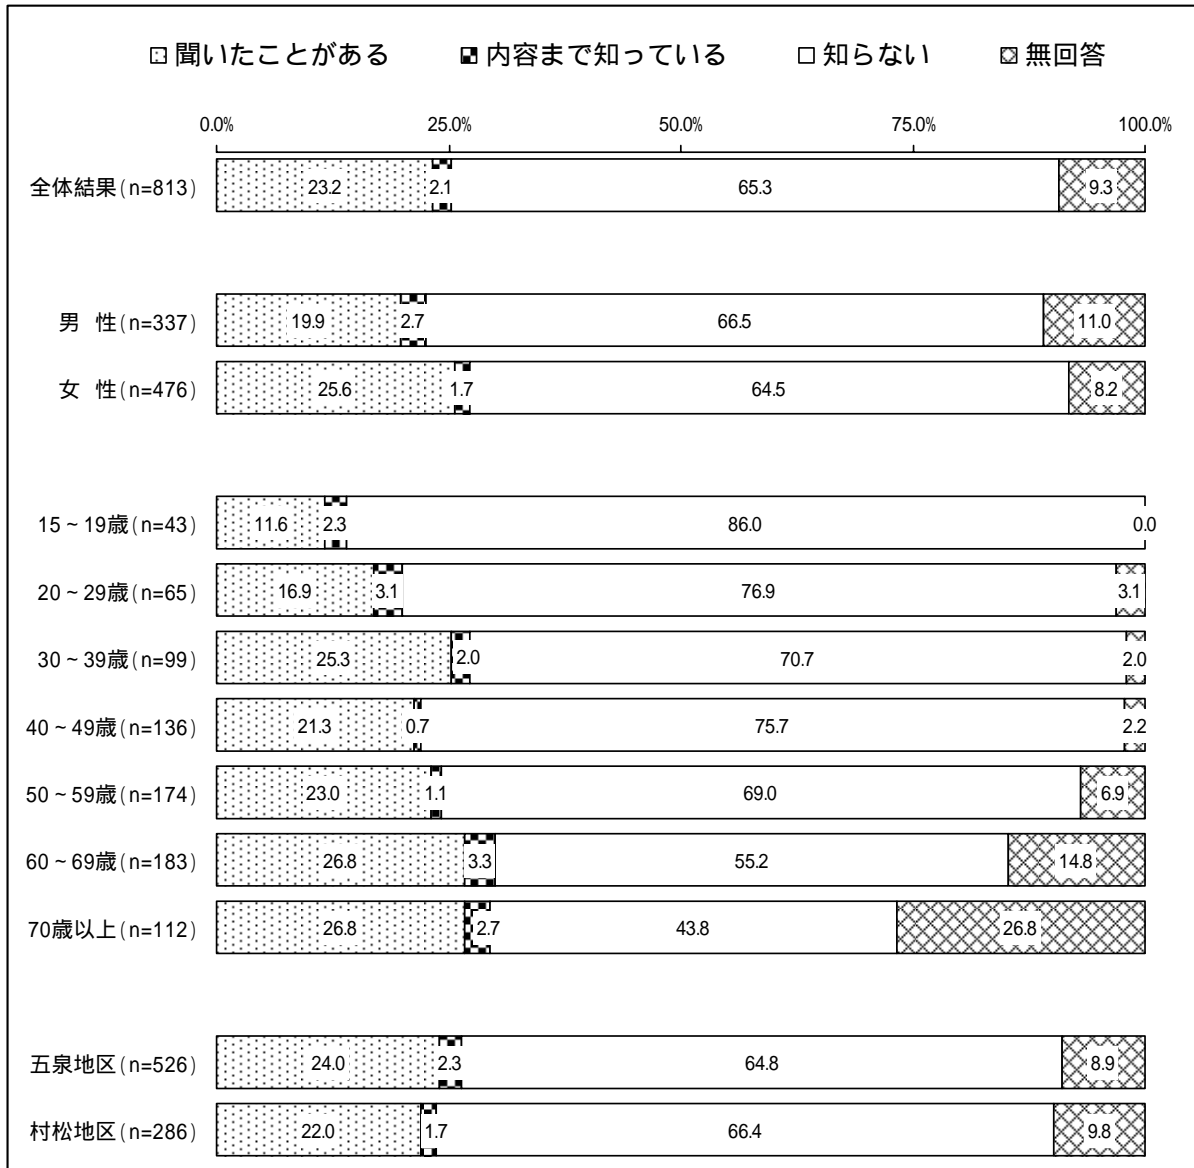 聞いたことがある 内容まで知っている 知らない 無回答
0.0% 25.0% 50.0% 75.0% 100.0%
全体結果(n=813) 23.2 2.1 65.3 9.3
男 性(n=337) 19.9 2.7 66.5 11.0
女 性(n=476) 25.6 1.7 64.5 8.2
15~19歳(n=43) 11.6 2.3 86.0 0.0
20~29歳(n=65) 16.9 3.1 76.9 3.1
30~39歳(n=99) 25.3 2.0 70.7 2.0
40~49歳(n=136) 21.3 0.7 75.7 2.2
50~59歳(n=174) 23.0 1.1 69.0 6.9
60~69歳(n=183) 26.8 3.3 55.2 14.8
70歳以上(n=112) 26.8 2.7 43.8 26.8
五泉地区(n=526) 24.0 2.3 64.8 8.9
村松地区(n=286) 22.0 1.7 66.4 9.8